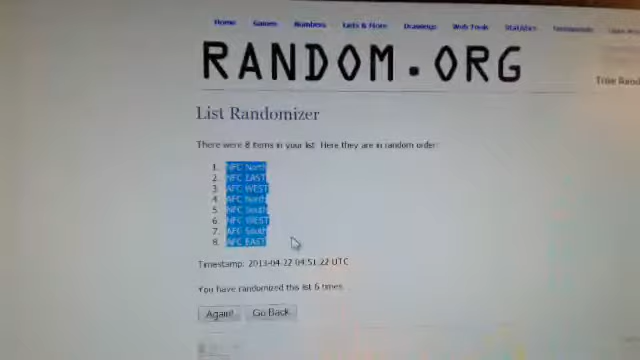 Home Games Numbers Lists & More Drawings Web Tools Statistics Testimonials
RANDOM.ORG
True Rand
List Randomizer
There were 8 items in your list. Here they are in random order:
1. NFC North
2. NFC EAST
3. AFC WEST
4. AFC North
5. NFC South
6. NFC WEST
7. AFC South
8. AFC EAST
Timestamp: 2013-04-22 04:51:22 UTC
You have randomized this list 6 times.
Again! Go Back